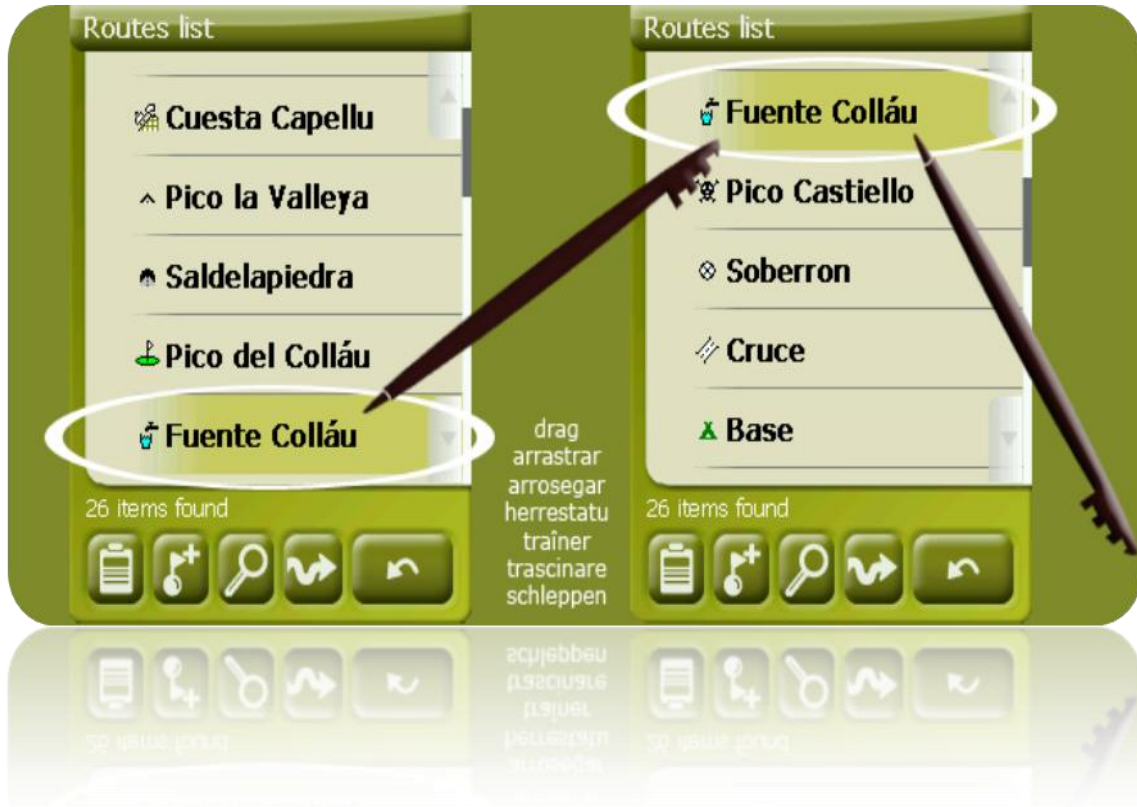 Routes list
Cuesta Capellu
Pico la Valleya
Saldelapiedra
Pico del Colláu
Fuente Colláu
26 items found
drag
arrastrar
arrosegar
herrestatu
traîner
trascinare
schleppen
Routes list
Fuente Colláu
Pico Castiello
Soberron
Cruce
Base
26 items found